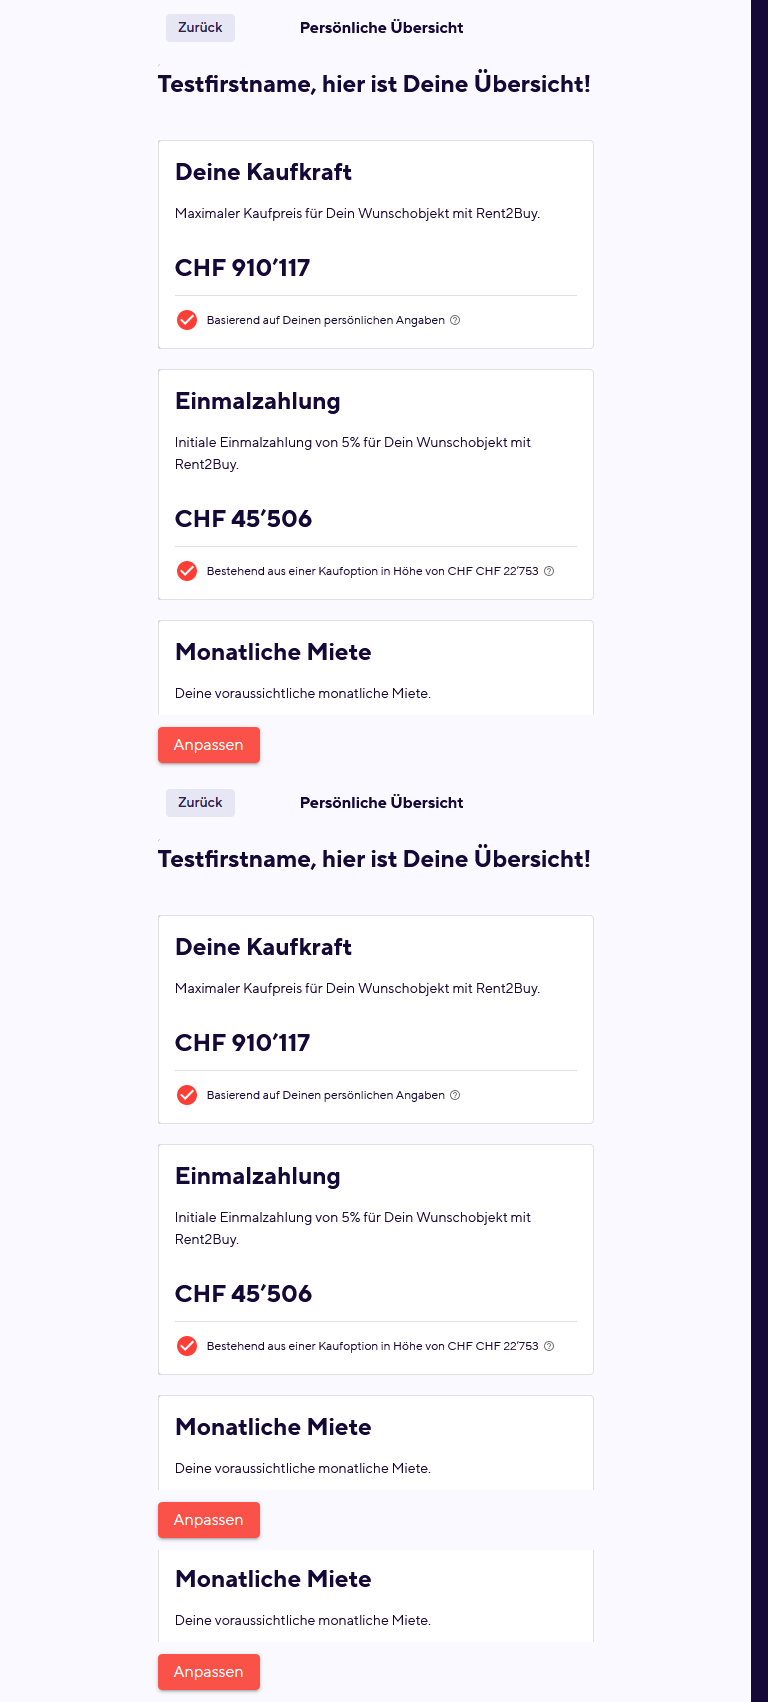 Zurück
Persönliche Übersicht
Testfirstname, hier ist Deine Übersicht!
Deine Kaufkraft
Maximaler Kaufpreis für Dein Wunschobjekt mit Rent2Buy.
CHF 910’117
Basierend auf Deinen persönlichen Angaben
Einmalzahlung
Initiale Einmalzahlung von 5% für Dein Wunschobjekt mit
Rent2Buy.
CHF 45’506
Bestehend aus einer Kaufoption in Höhe von CHF CHF 22’753
Monatliche Miete
Deine voraussichtliche monatliche Miete.
Anpassen
Zurück
Persönliche Übersicht
Testfirstname, hier ist Deine Übersicht!
Deine Kaufkraft
Maximaler Kaufpreis für Dein Wunschobjekt mit Rent2Buy.
CHF 910’117
Basierend auf Deinen persönlichen Angaben
Einmalzahlung
Initiale Einmalzahlung von 5% für Dein Wunschobjekt mit
Rent2Buy.
CHF 45’506
Bestehend aus einer Kaufoption in Höhe von CHF CHF 22’753
Monatliche Miete
Deine voraussichtliche monatliche Miete.
Anpassen
Monatliche Miete
Deine voraussichtliche monatliche Miete.
Anpassen